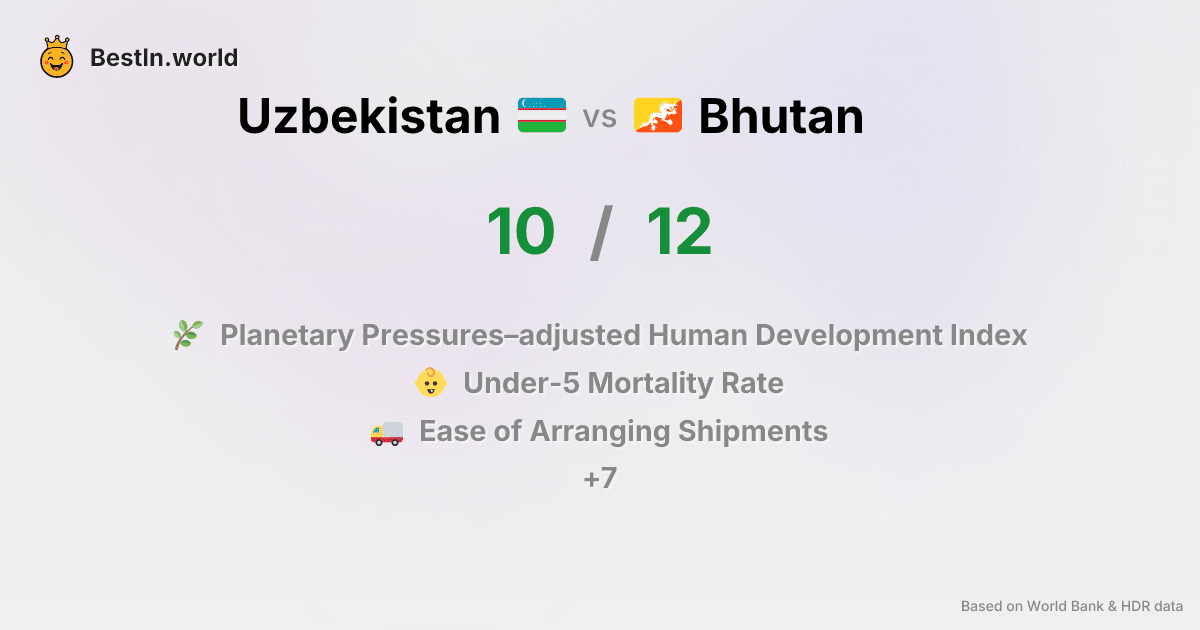 BestIn.world
Uzbekistan vs Bhutan
10 / 12
Planetary Pressures–adjusted Human Development Index
Under-5 Mortality Rate
Ease of Arranging Shipments
+7
Based on World Bank & HDR data